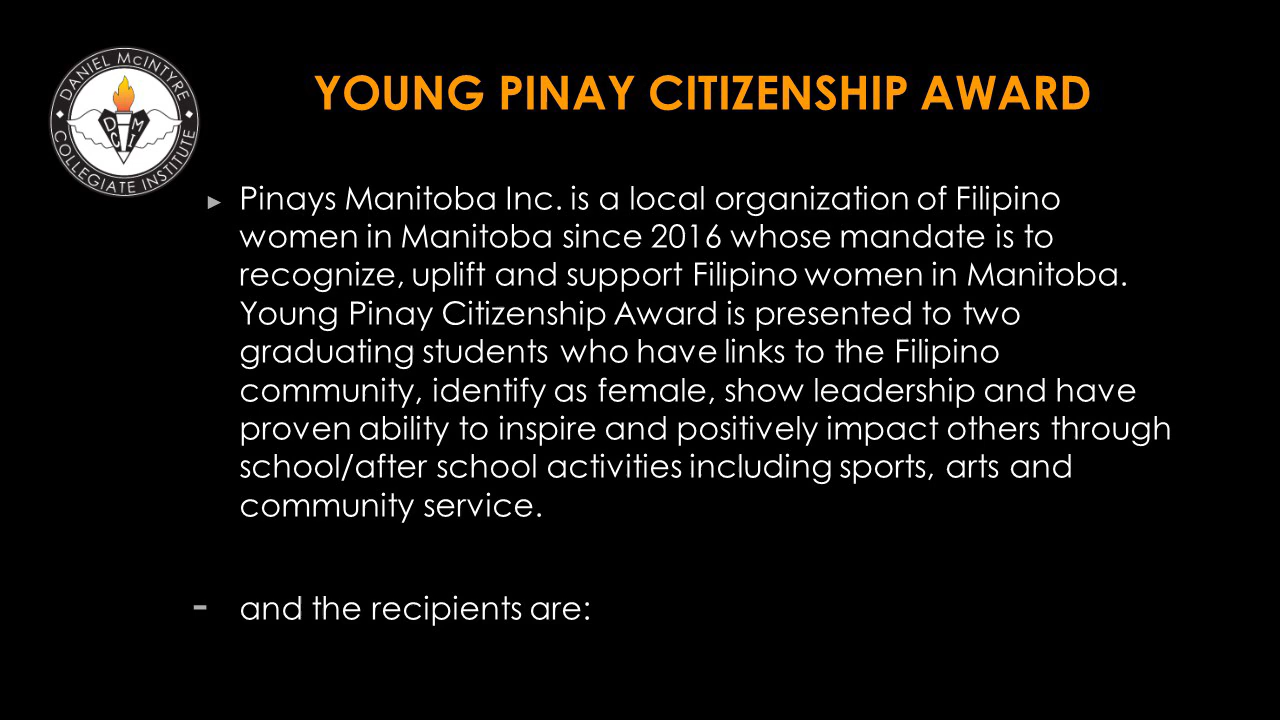 DANIEL McINTYRE
COLLEGIATE INSTITUTE
D M
C I
YOUNG PINAY CITIZENSHIP AWARD
► Pinays Manitoba Inc. is a local organization of Filipino
women in Manitoba since 2016 whose mandate is to
recognize, uplift and support Filipino women in Manitoba.
Young Pinay Citizenship Award is presented to two
graduating students who have links to the Filipino
community, identify as female, show leadership and have
proven ability to inspire and positively impact others through
school/after school activities including sports, arts and
community service.
- and the recipients are: